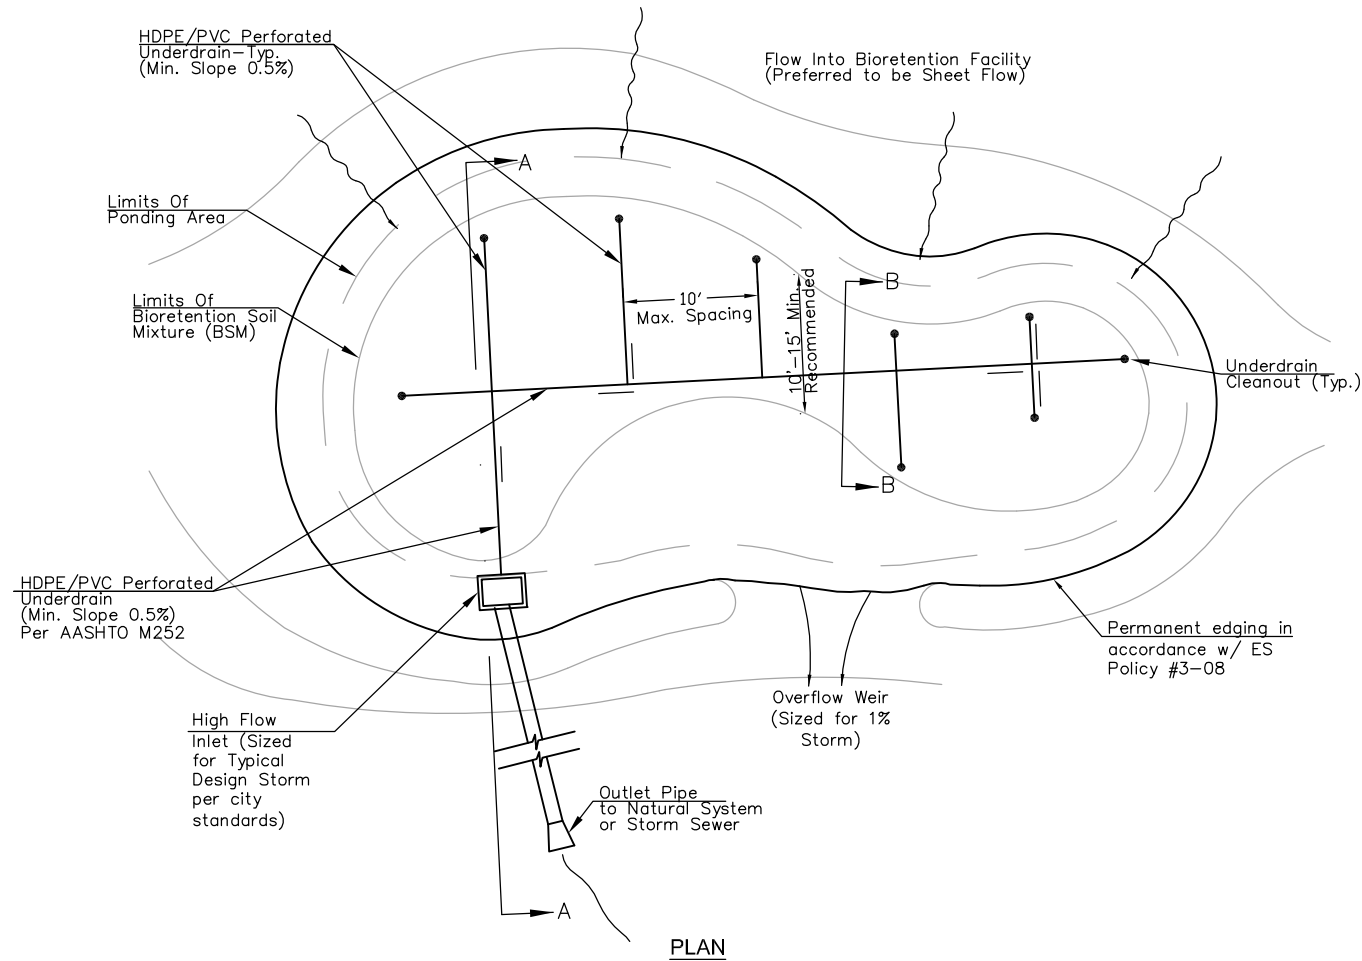 HDPE/PVC Perforated
Underdrain-Typ.
(Min. Slope 0.5%)
Flow Into Bioretention Facility
(Preferred to be Sheet Flow)
A
Limits Of
Ponding Area
Limits Of
Bioretention Soil
Mixture (BSM)
10'
Max. Spacing
10'-15' Min.
Recommended
B
B
Underdrain
Cleanout (Typ.)
HDPE/PVC Perforated
Underdrain
(Min. Slope 0.5%)
Per AASHTO M252
Permanent edging in
accordance w/ ES
Policy #3-08
Overflow Weir
(Sized for 1%
Storm)
High Flow
Inlet (Sized
for Typical
Design Storm
per city
standards)
Outlet Pipe
to Natural System
or Storm Sewer
A
PLAN